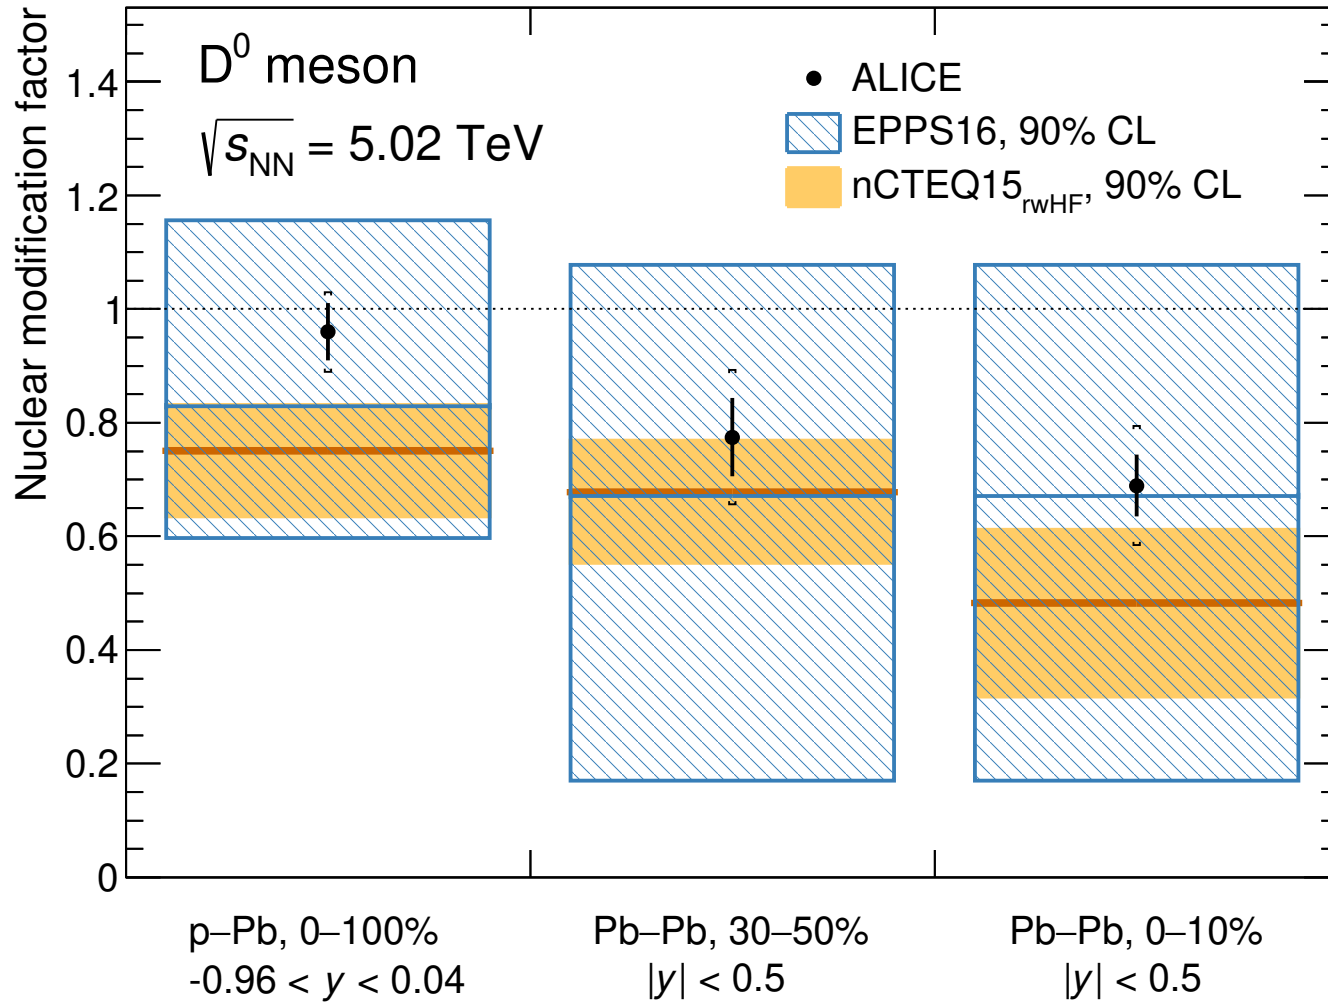 Nuclear modification factor
D⁰ meson
√s_NN = 5.02 TeV
ALICE
EPPS16, 90% CL
nCTEQ15_rwHF, 90% CL
1.4
1.2
1
0.8
0.6
0.4
0.2
0
p–Pb, 0–100%
-0.96 < y < 0.04
Pb–Pb, 30–50%
|y| < 0.5
Pb–Pb, 0–10%
|y| < 0.5